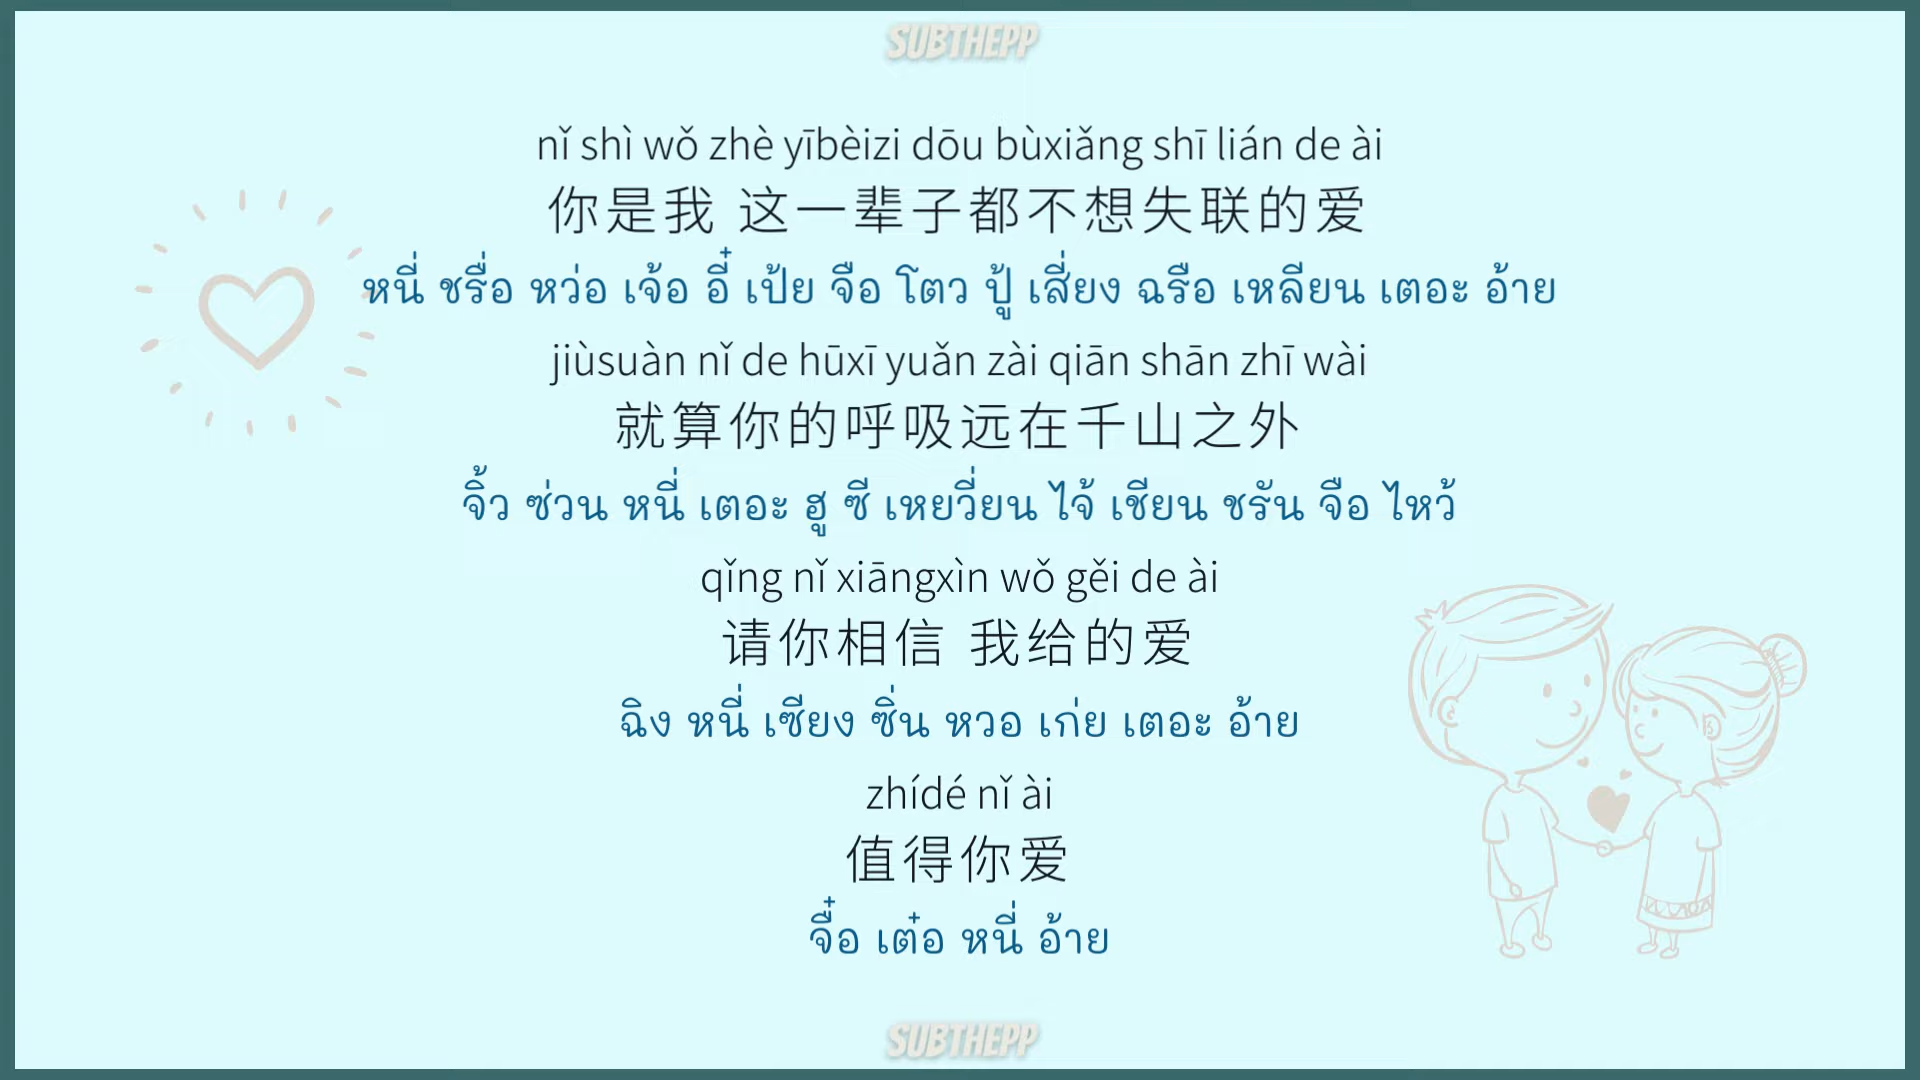 SUBTHEPP
nǐ shì wǒ zhè yībèizi dōu bùxiǎng shī lián de ài
你是我 这一辈子都不想失联的爱
หนี่ ชรื่อ หว่อ เจ้อ อี๋ เป้ย จือ โตว ปู้ เสี่ยง ฉรือ เหลียน เตอะ อ้าย
jiùsuàn nǐ de hūxī yuǎn zài qiān shān zhī wài
就算你的呼吸远在千山之外
จิ้ว ซ่วน หนี่ เตอะ ฮู ซี เหยวี่ยน ไจ้ เชียน ชรัน จือ ไหว้
qǐng nǐ xiāngxìn wǒ gěi de ài
请你相信 我给的爱
ฉิง หนี่ เซียง ซิ่น หวอ เก่ย เตอะ อ้าย
zhídé nǐ ài
值得你爱
จื๋อ เต๋อ หนี่ อ้าย
SUBTHEPP